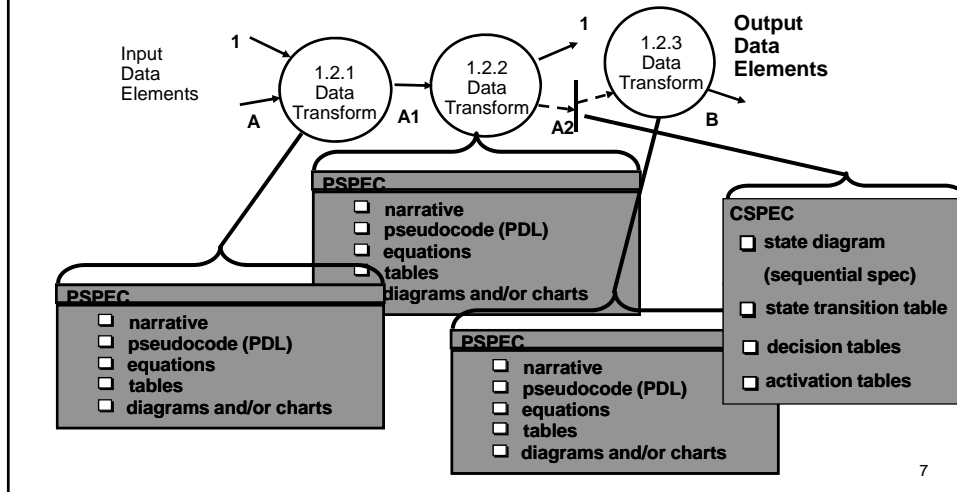 Input
Data
Elements
1
A
1.2.1
Data
Transform
A1
1.2.2
Data
Transform
1
A2
1.2.3
Data
Transform
B
Output
Data
Elements
PSPEC
narrative
pseudocode (PDL)
equations
tables
diagrams and/or charts
PSPEC
narrative
pseudocode (PDL)
equations
tables
diagrams and/or charts
PSPEC
narrative
pseudocode (PDL)
equations
tables
diagrams and/or charts
CSPEC
state diagram
(sequential spec)
state transition table
decision tables
activation tables
7